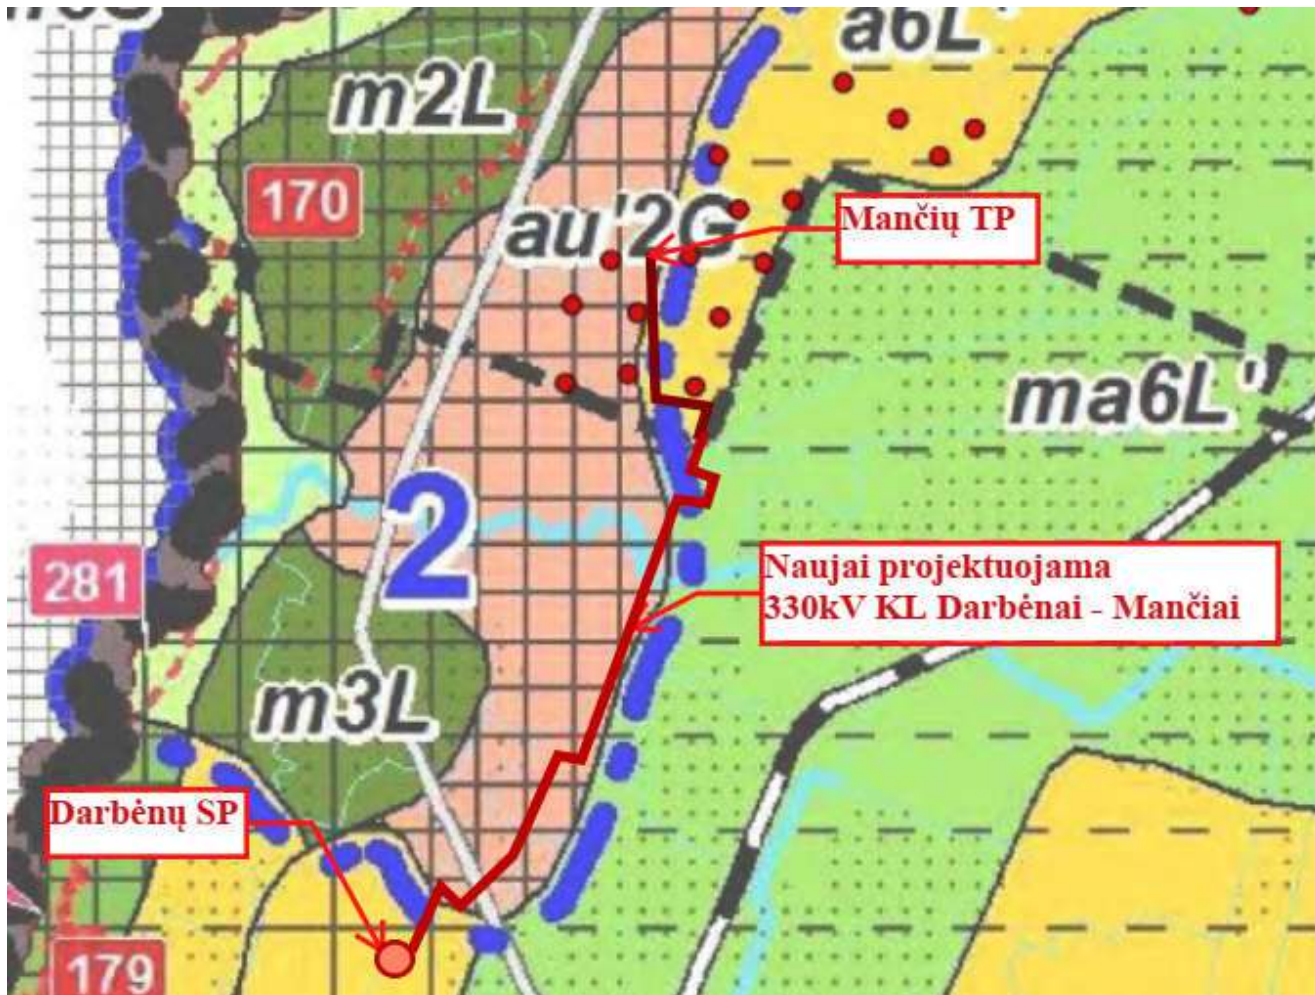 a6L'
m2L
170
au'2G
Mančių TP
ma6L'
2
281
Naujai projektuojama
330kV KL Darbėnai - Mančiai
m3L
Darbėnų SP
179